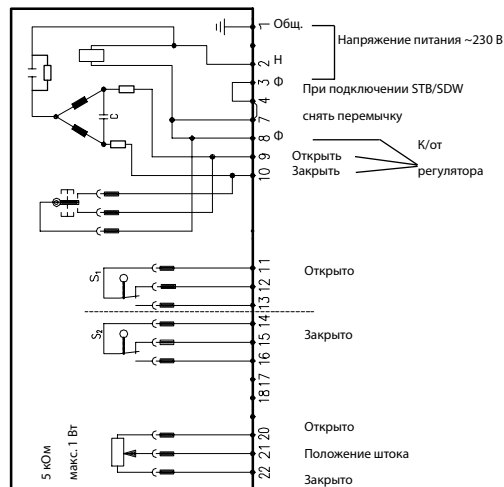 1 Общ.
Напряжение питания ~230 В
2 Н
3 Ф
При подключении STB/SDW
4
снять перемычку
7
8 Ф
К/от
9 Открыть
регулятора
10 Закрыть
C
S1
11 Открыто
12
13
S2
14 Закрыто
15
16
17
18
5 кОм
макс. 1 Вт
20 Открыто
21 Положение штока
22 Закрыто